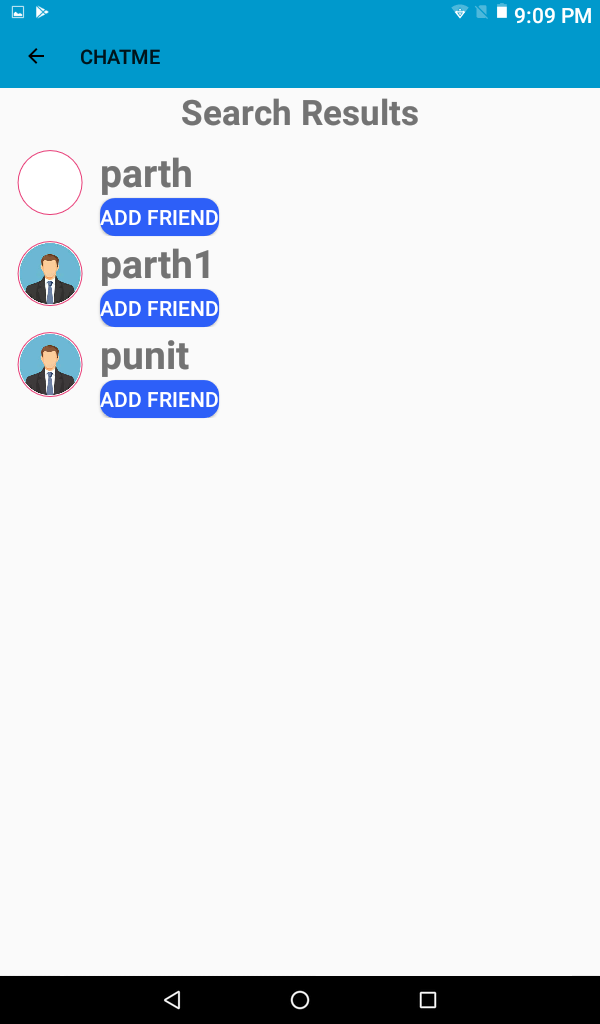 9:09 PM
CHATME
Search Results
parth
ADD FRIEND
parth1
ADD FRIEND
punit
ADD FRIEND